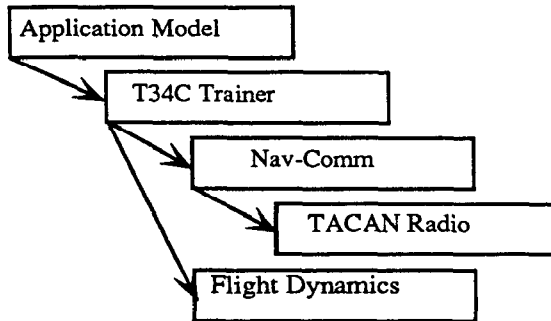 Application Model
T34C Trainer
Nav-Comm
TACAN Radio
Flight Dynamics